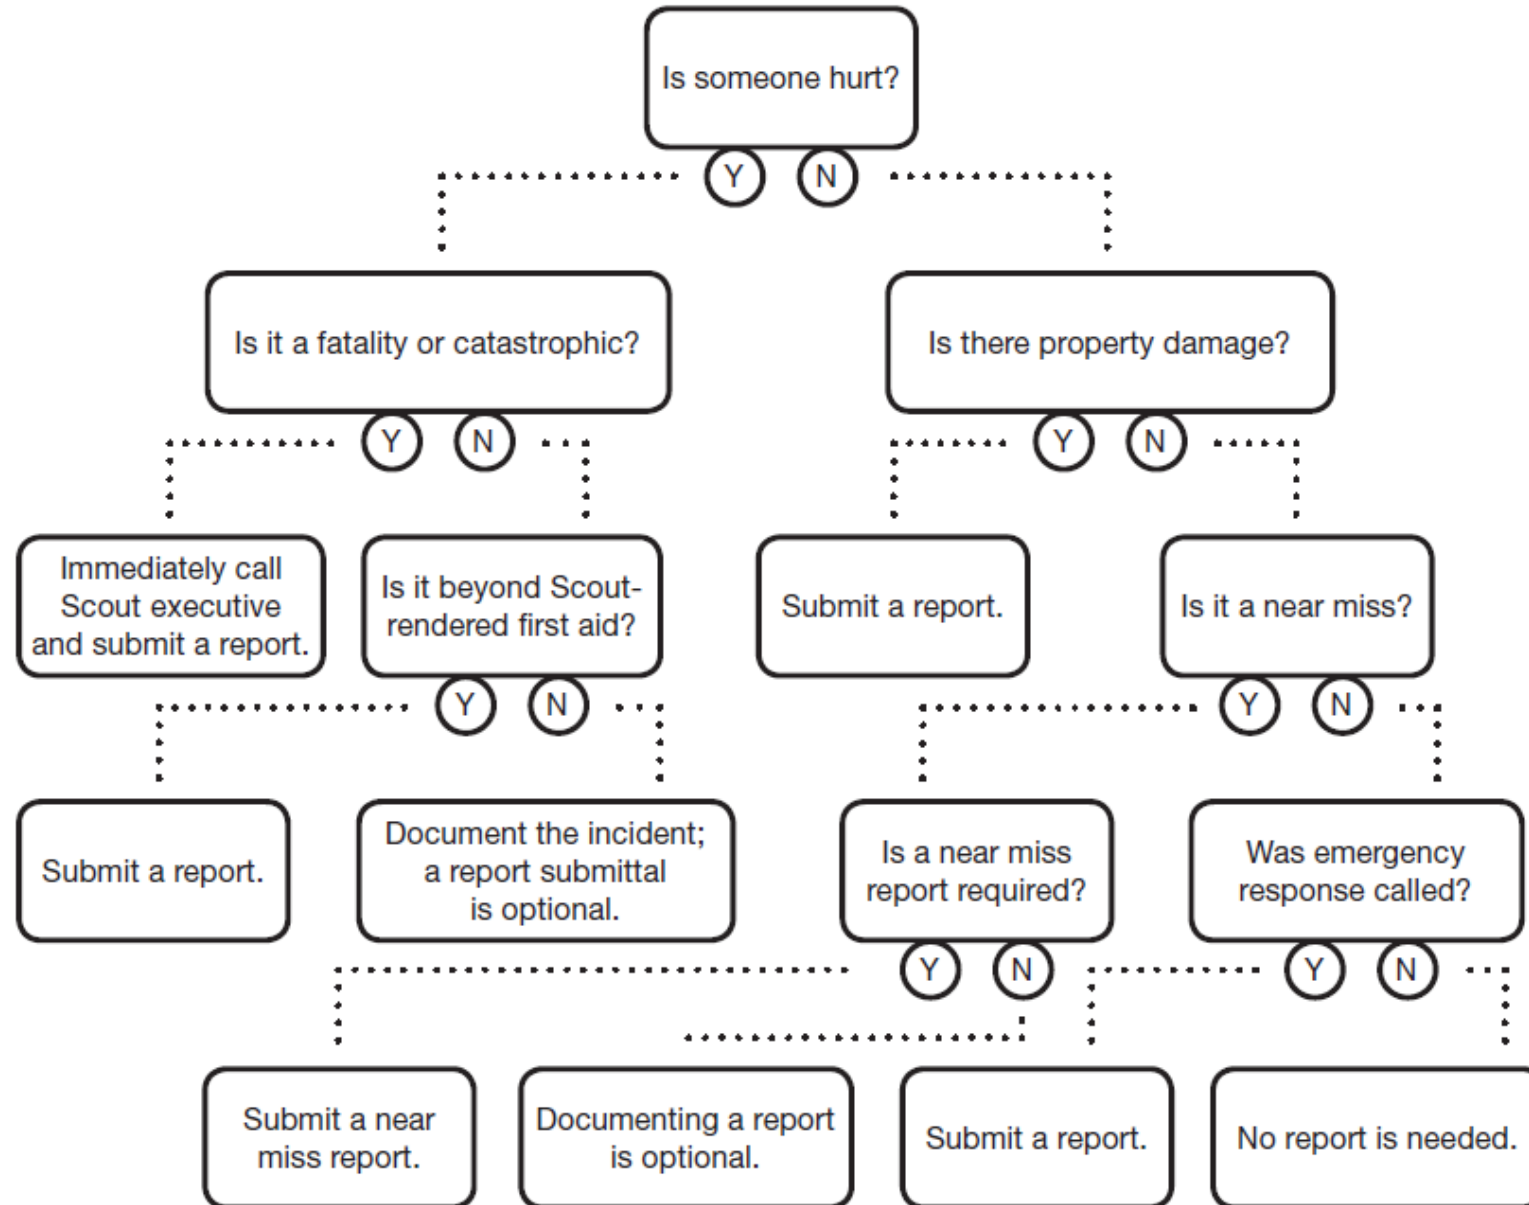 Is someone hurt?
Y
N
Is it a fatality or catastrophic?
Is there property damage?
Y
N
Y
N
Immediately call
Scout executive
and submit a report.
Is it beyond Scout-
rendered first aid?
Submit a report.
Is it a near miss?
Y
N
Y
N
Submit a report.
Document the incident;
a report submittal
is optional.
Is a near miss
report required?
Was emergency
response called?
Y
N
Y
N
Submit a near
miss report.
Documenting a report
is optional.
Submit a report.
No report is needed.